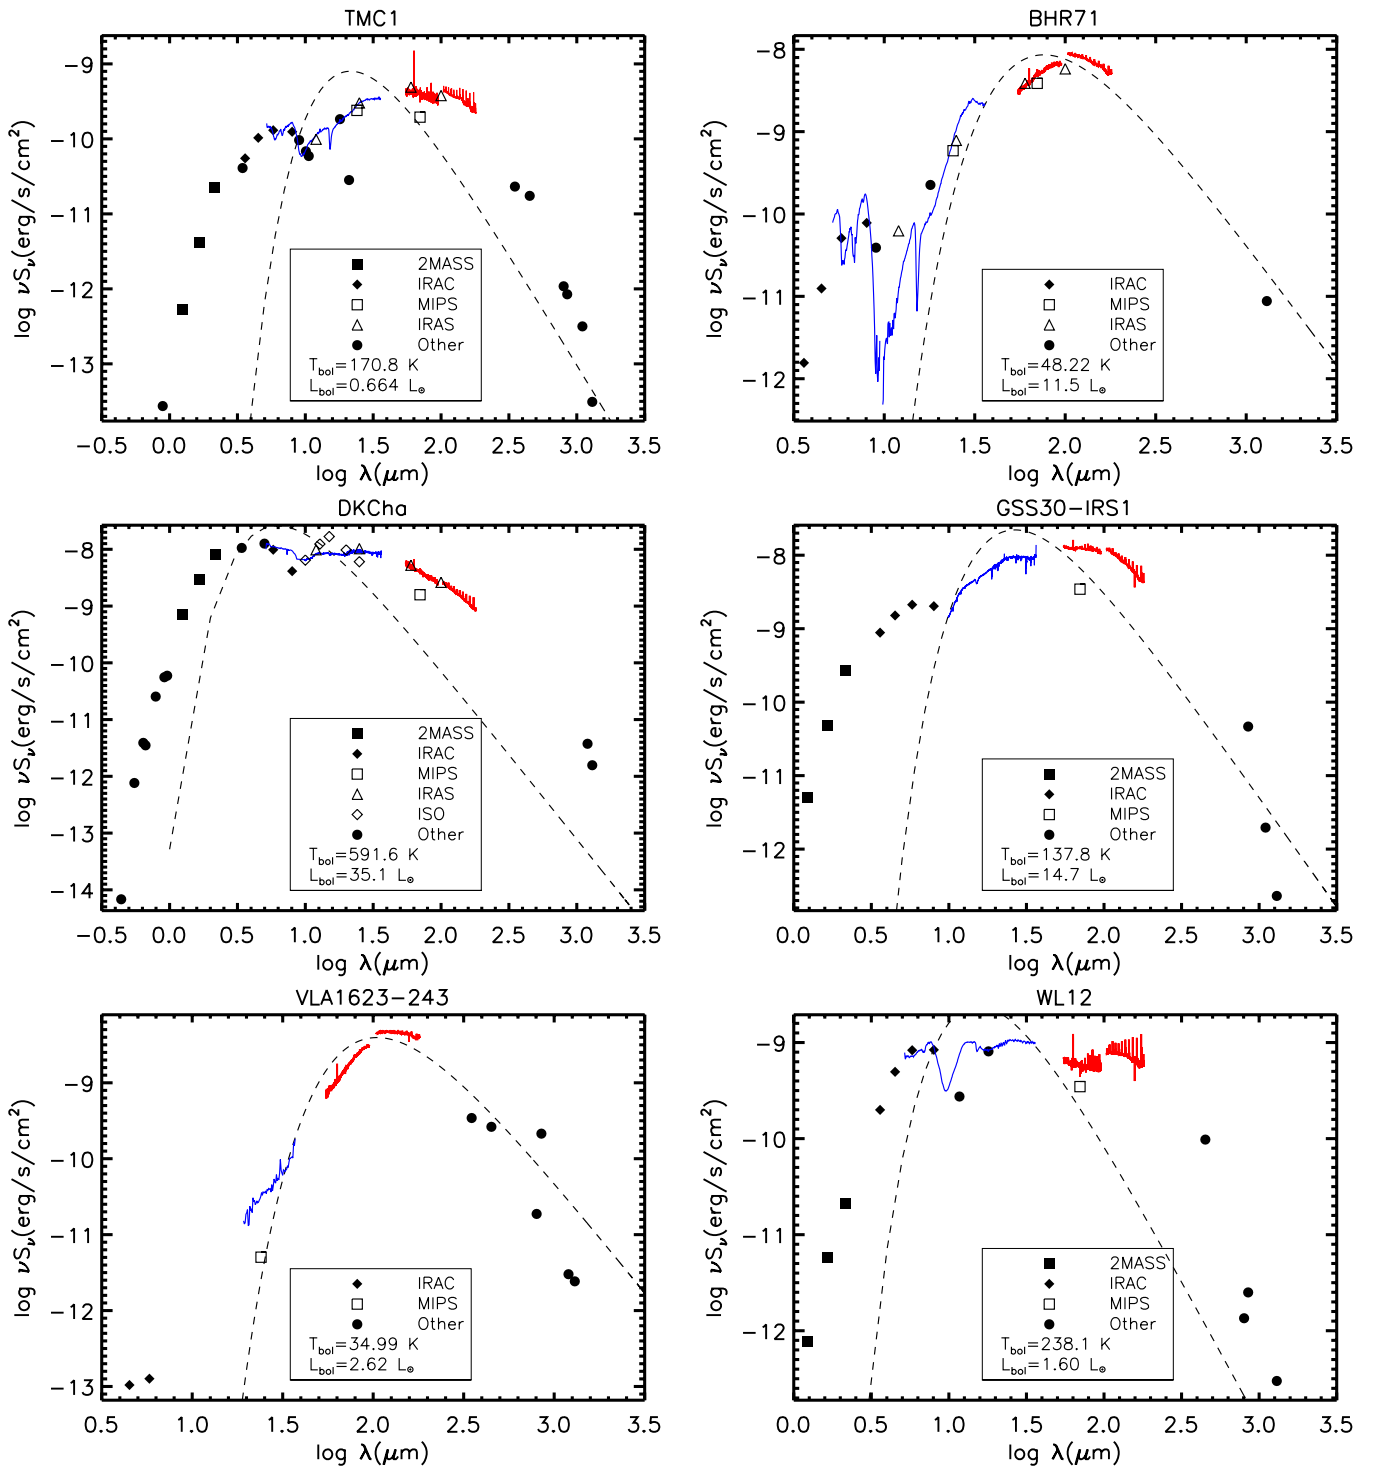 TMC1
−9
−10
−11
−12
−13
log νSν(erg/s/cm²)
2MASS
IRAC
MIPS
IRAS
Other
Tbol=170.8 K
Lbol=0.664 L⊙
−0.5 0.0 0.5 1.0 1.5 2.0 2.5 3.0 3.5
log λ(μm)
BHR71
−8
−9
−10
−11
−12
log νSν(erg/s/cm²)
IRAC
MIPS
IRAS
Other
Tbol=48.22 K
Lbol=11.5 L⊙
0.5 1.0 1.5 2.0 2.5 3.0 3.5
log λ(μm)
DKCha
−8
−9
−10
−11
−12
−13
−14
log νSν(erg/s/cm²)
2MASS
IRAC
MIPS
IRAS
ISO
Other
Tbol=591.6 K
Lbol=35.1 L⊙
−0.5 0.0 0.5 1.0 1.5 2.0 2.5 3.0 3.5
log λ(μm)
GSS30−IRS1
−8
−9
−10
−11
−12
log νSν(erg/s/cm²)
2MASS
IRAC
MIPS
Other
Tbol=137.8 K
Lbol=14.7 L⊙
0.0 0.5 1.0 1.5 2.0 2.5 3.0 3.5
log λ(μm)
VLA1623−243
−9
−10
−11
−12
−13
log νSν(erg/s/cm²)
IRAC
MIPS
Other
Tbol=34.99 K
Lbol=2.62 L⊙
0.5 1.0 1.5 2.0 2.5 3.0 3.5
log λ(μm)
WL12
−9
−10
−11
−12
log νSν(erg/s/cm²)
2MASS
IRAC
MIPS
Other
Tbol=238.1 K
Lbol=1.60 L⊙
0.0 0.5 1.0 1.5 2.0 2.5 3.0 3.5
log λ(μm)